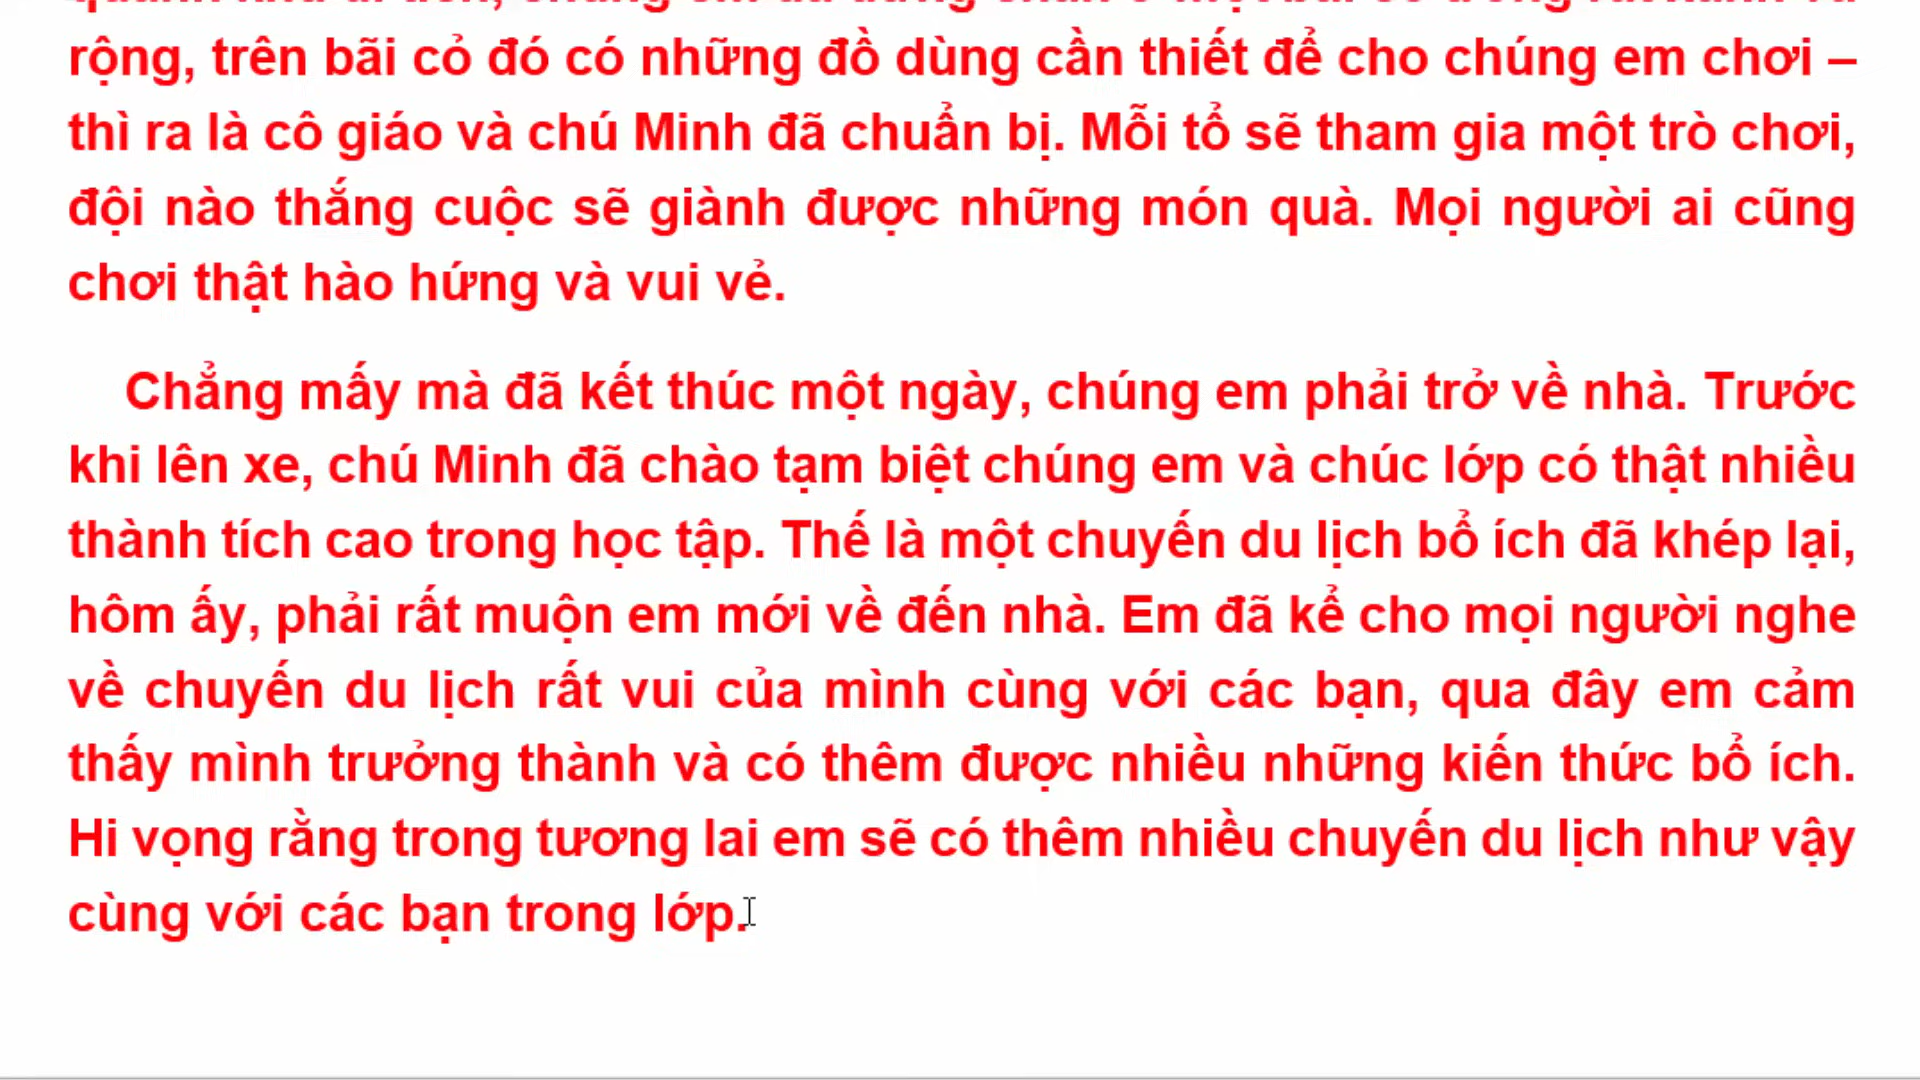 rộng, trên bãi cỏ đó có những đồ dùng cần thiết để cho chúng em chơi –
thì ra là cô giáo và chú Minh đã chuẩn bị. Mỗi tổ sẽ tham gia một trò chơi,
đội nào thắng cuộc sẽ giành được những món quà. Mọi người ai cũng
chơi thật hào hứng và vui vẻ.
Chẳng mấy mà đã kết thúc một ngày, chúng em phải trở về nhà. Trước
khi lên xe, chú Minh đã chào tạm biệt chúng em và chúc lớp có thật nhiều
thành tích cao trong học tập. Thế là một chuyến du lịch bổ ích đã khép lại,
hôm ấy, phải rất muộn em mới về đến nhà. Em đã kể cho mọi người nghe
về chuyến du lịch rất vui của mình cùng với các bạn, qua đây em cảm
thấy mình trưởng thành và có thêm được nhiều những kiến thức bổ ích.
Hi vọng rằng trong tương lai em sẽ có thêm nhiều chuyến du lịch như vậy
cùng với các bạn trong lớp.